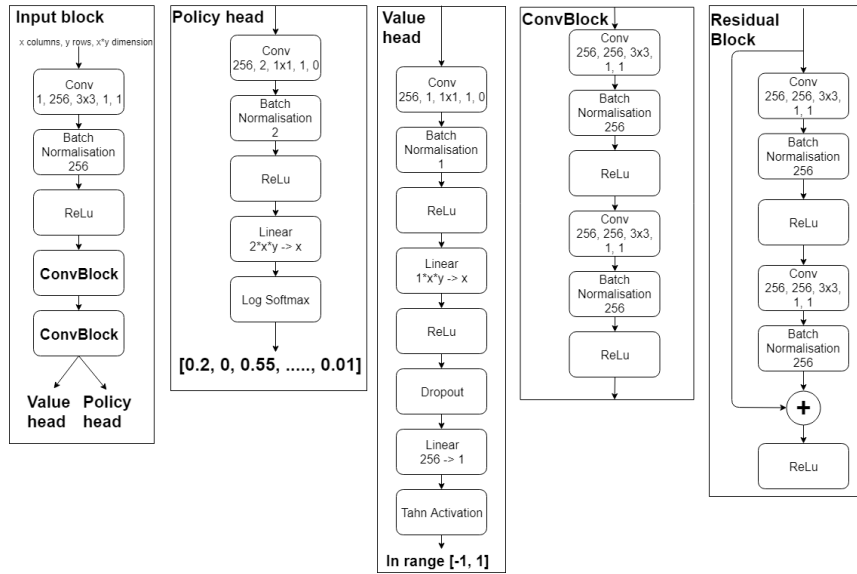 Input block
x columns, y rows, x*y dimension
Conv
1, 256, 3x3, 1, 1
Batch
Normalisation
256
ReLu
ConvBlock
ConvBlock
Value
head
Policy
head
Policy head
Conv
256, 2, 1x1, 1, 0
Batch
Normalisation
2
ReLu
Linear
2*x*y -> x
Log Softmax
[0.2, 0, 0.55, ....., 0.01]
Value
head
Conv
256, 1, 1x1, 1, 0
Batch
Normalisation
1
ReLu
Linear
1*x*y -> x
ReLu
Dropout
Linear
256 -> 1
Tahn Activation
In range [-1, 1]
ConvBlock
Conv
256, 256, 3x3,
1, 1
Batch
Normalisation
256
ReLu
Conv
256, 256, 3x3,
1, 1
Batch
Normalisation
256
ReLu
Residual
Block
Conv
256, 256, 3x3,
1, 1
Batch
Normalisation
256
ReLu
Conv
256, 256, 3x3,
1, 1
Batch
Normalisation
256
+
ReLu